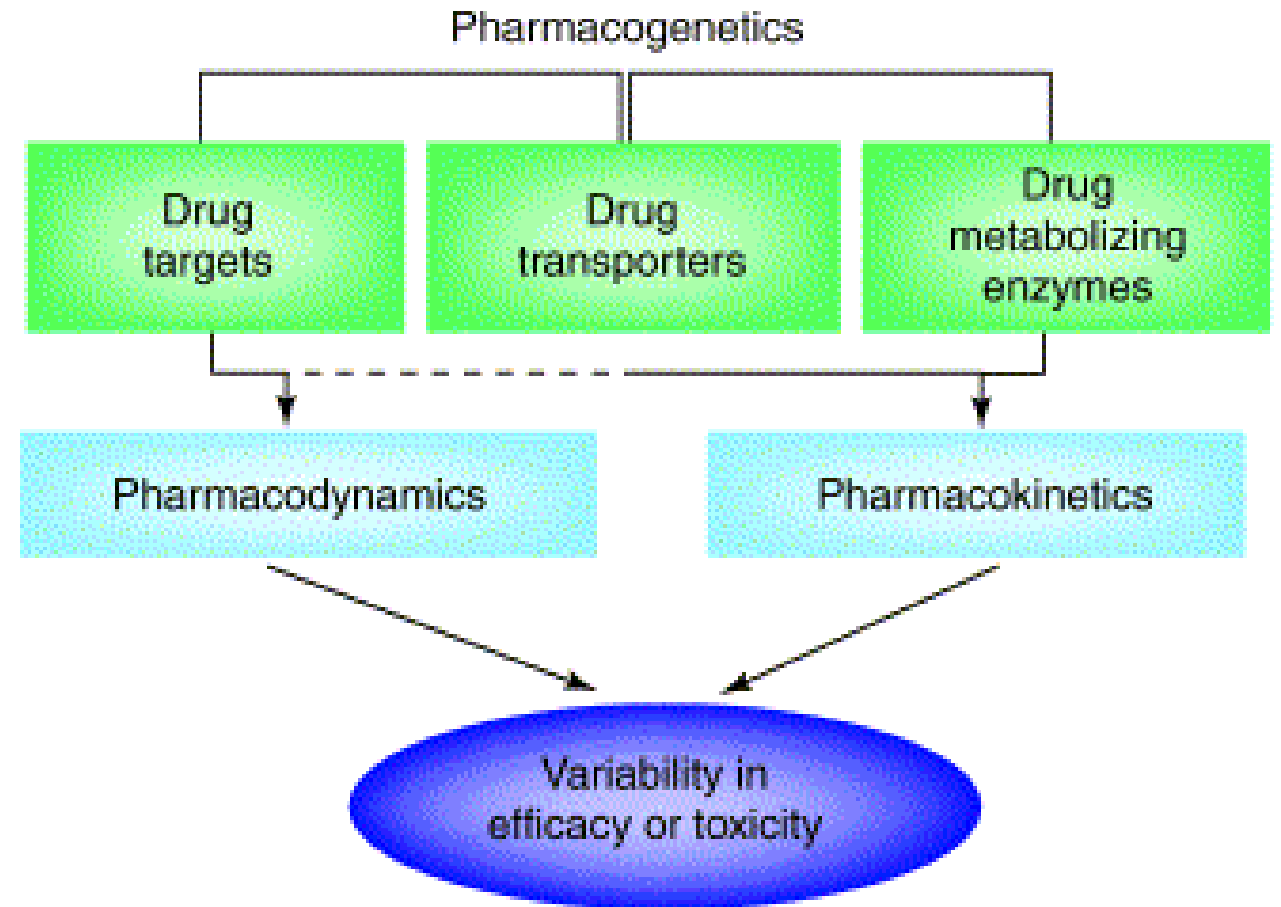 Pharmacogenetics
Drug
targets
Drug
transporters
Drug
metabolizing
enzymes
Pharmacodynamics
Pharmacokinetics
Variability in
efficacy or toxicity